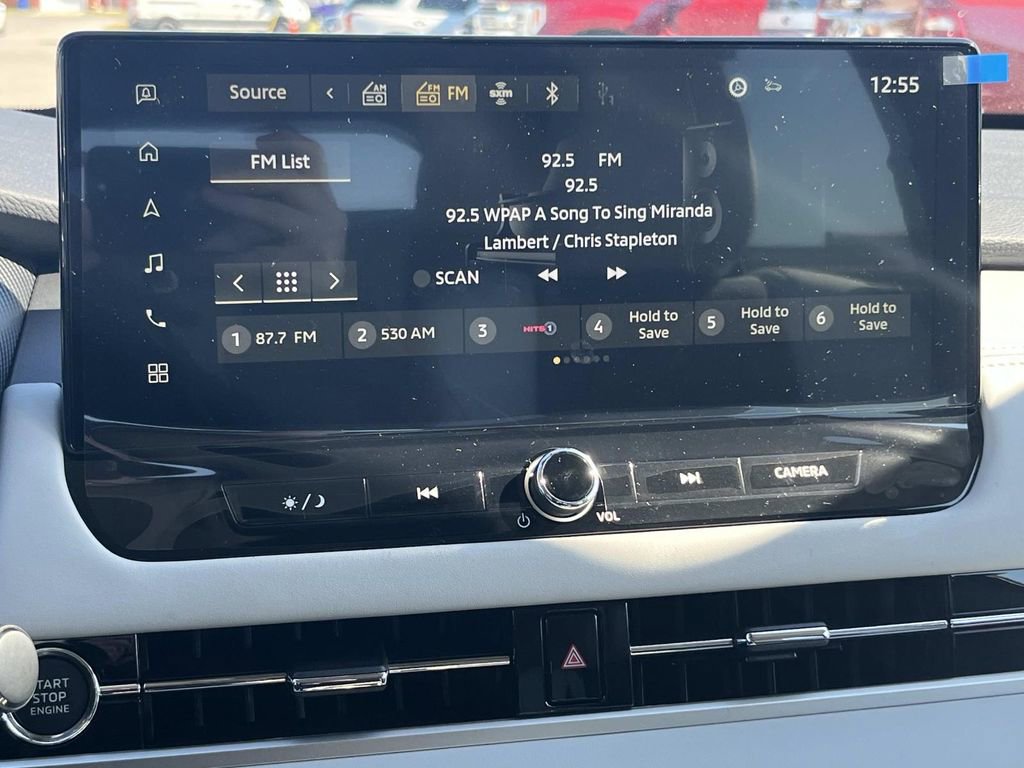 Source
AM
FM FM
sxm
12:55
FM List
92.5 FM
92.5
92.5 WPAP A Song To Sing Miranda
Lambert / Chris Stapleton
SCAN
1 87.7 FM
2 530 AM
3 HITS1
4 Hold to
Save
5 Hold to
Save
6 Hold to
Save
VOL
CAMERA
START
STOP
ENGINE